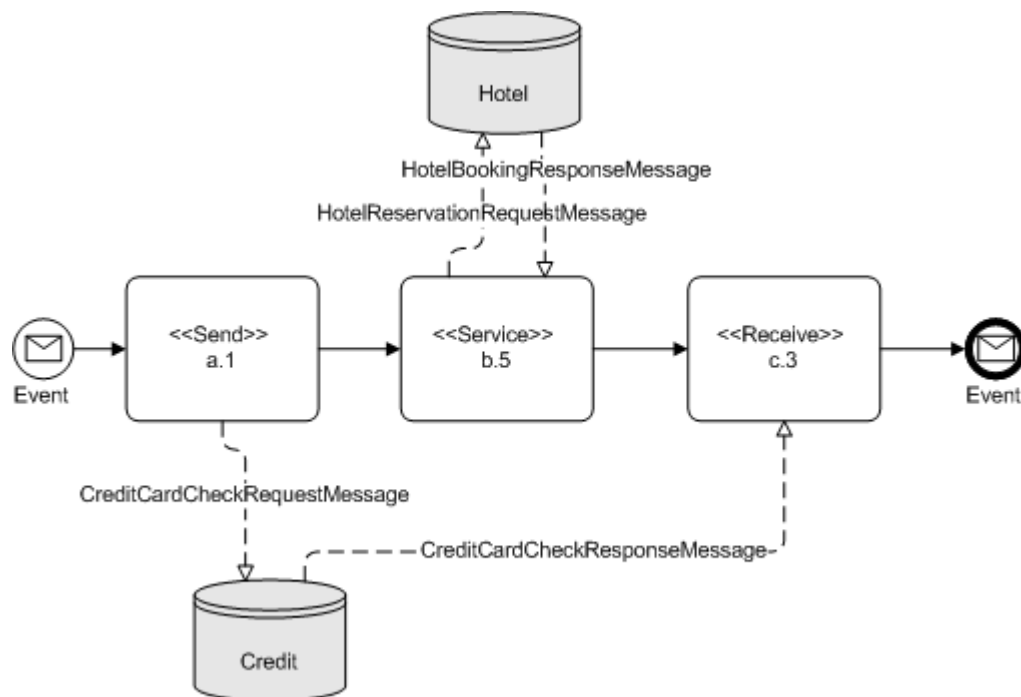 Hotel
HotelBookingResponseMessage
HotelReservationRequestMessage
<<Send>>
a.1
<<Service>>
b.5
<<Receive>>
c.3
Event
Event
CreditCardCheckRequestMessage
CreditCardCheckResponseMessage
Credit